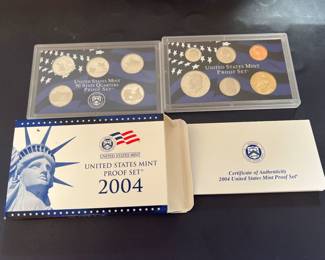 UNITED STATES MINT
50 STATE QUARTERS
PROOF SET
UNITED STATES MINT
PROOF SET
UNITED STATES MINT
UNITED STATES MINT
PROOF SET
2004
Certificate of Authenticity
2004 United States Mint Proof Set